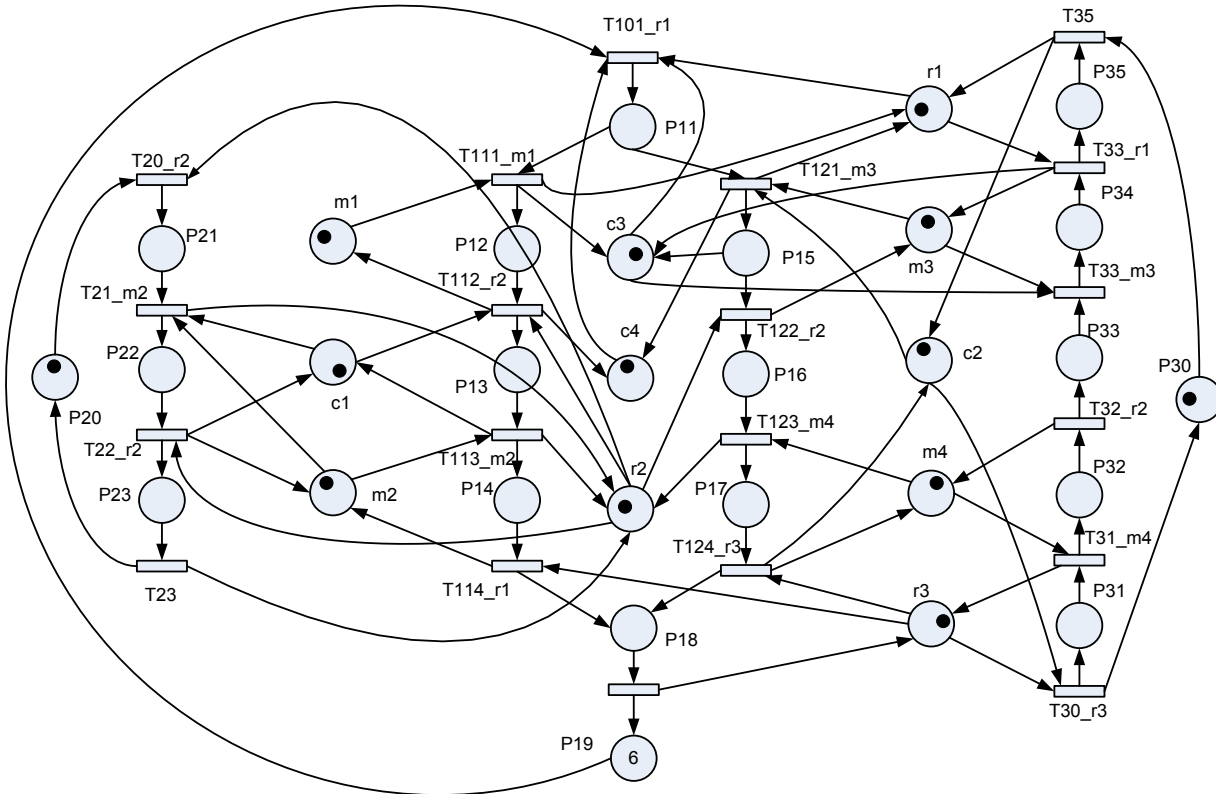 T101_r1
T35
r1
P35
P11
T20_r2
T111_m1
T121_m3
T33_r1
m1
c3
P34
P21
P12
P15
m3
T112_r2
T33_m3
T21_m2
c4
T122_r2
P22
P33
c2
P30
P13
P16
c1
P20
T123_m4
T32_r2
T22_r2
T113_m2
r2
m4
m2
P14
P17
P32
P23
T124_r3
T31_m4
T23
T114_r1
r3
P31
P18
T30_r3
P19
6